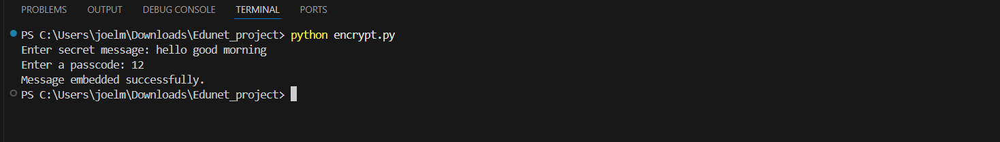 PROBLEMS OUTPUT DEBUG CONSOLE TERMINAL PORTS
PS C:\Users\joelm\Downloads\Edunet_project> python encrypt.py
Enter secret message: hello good morning
Enter a passcode: 12
Message embedded successfully.
PS C:\Users\joelm\Downloads\Edunet_project>